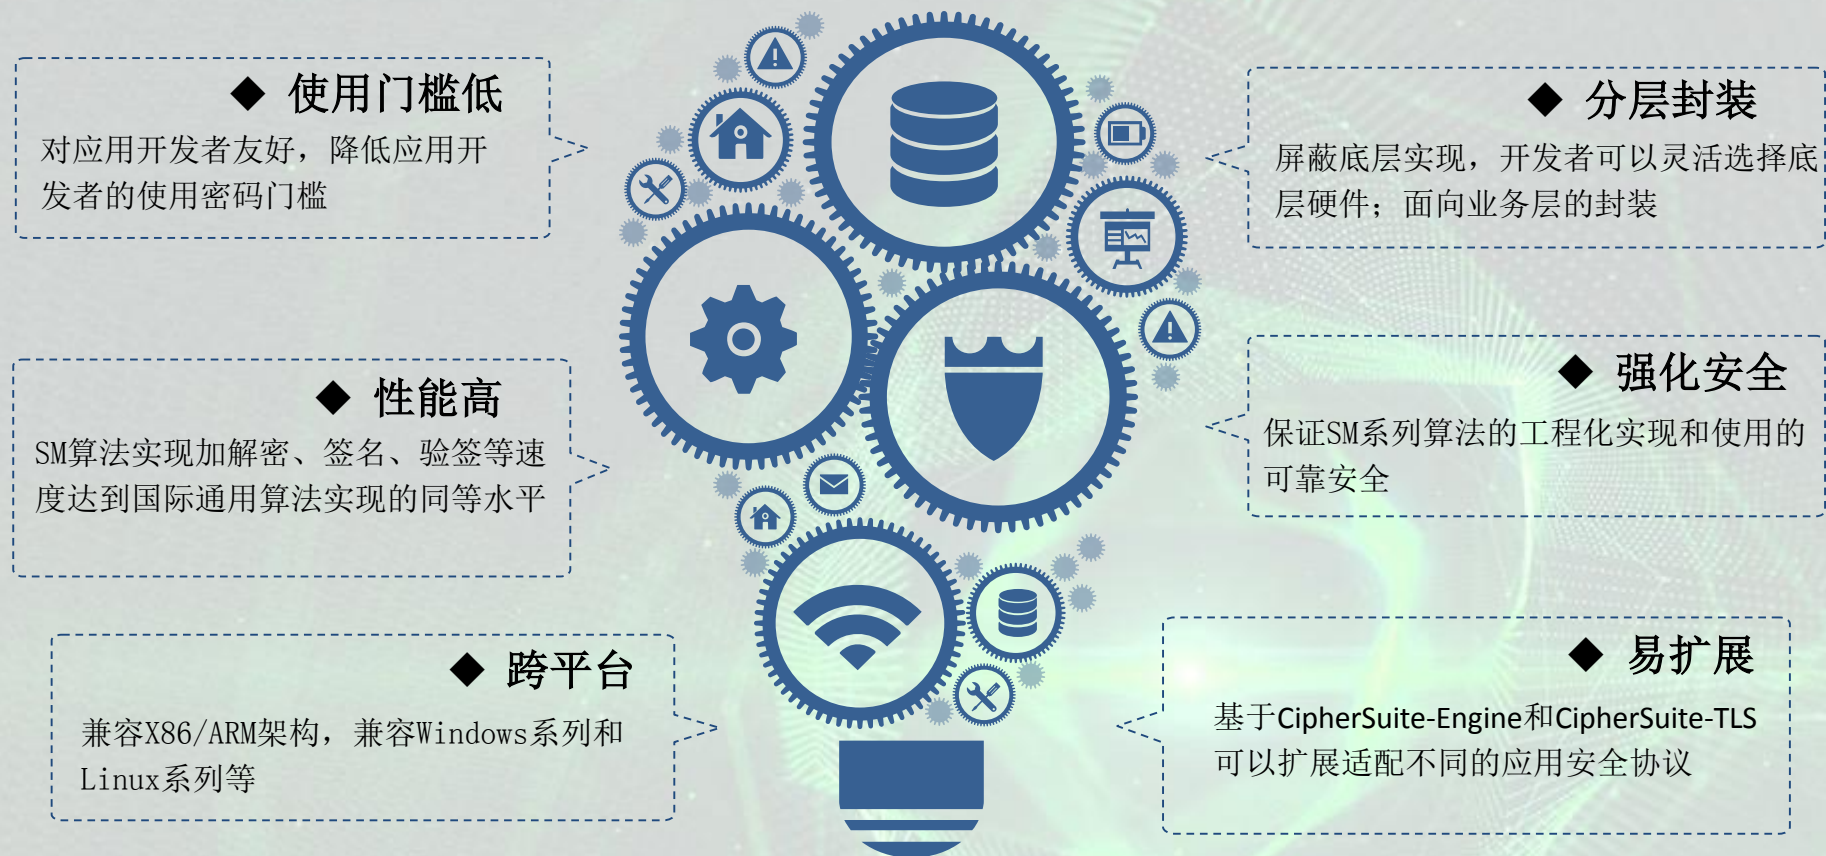 ◆ 使用门槛低
对应用开发者友好，降低应用开
发者的使用密码门槛
◆ 性能高
SM算法实现加解密、签名、验签等速
度达到国际通用算法实现的同等水平
◆ 跨平台
兼容X86/ARM架构，兼容Windows系列和
Linux系列等
◆ 分层封装
屏蔽底层实现，开发者可以灵活选择底
层硬件；面向业务层的封装
◆ 强化安全
保证SM系列算法的工程化实现和使用的
可靠安全
◆ 易扩展
基于CipherSuite-Engine和CipherSuite-TLS
可以扩展适配不同的应用安全协议